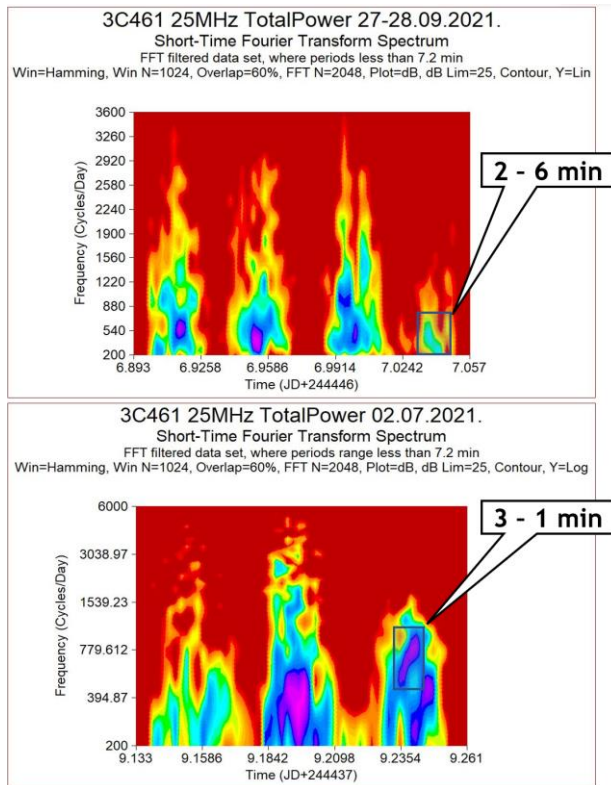 3C461 25MHz TotalPower 27-28.09.2021.
Short-Time Fourier Transform Spectrum
FFT filtered data set, where periods less than 7.2 min
Win=Hamming, Win N=1024, Overlap=60%, FFT N=2048, Plot=dB, dB Lim=25, Contour, Y=Lin
Frequency (Cycles/Day)
3600
3260
2920
2580
2240
1900
1560
1220
880
540
200
6.893 6.9258 6.9586 6.9914 7.0242 7.057
Time (JD+244446)
2 - 6 min
3C461 25MHz TotalPower 02.07.2021.
Short-Time Fourier Transform Spectrum
FFT filtered data set, where periods range less than 7.2 min
Win=Hamming, Win N=1024, Overlap=60%, FFT N=2048, Plot=dB, dB Lim=25, Contour, Y=Log
Frequency (Cycles/Day)
6000
3038.97
1539.23
779.612
394.87
200
9.133 9.1586 9.1842 9.2098 9.2354 9.261
Time (JD+244437)
3 - 1 min